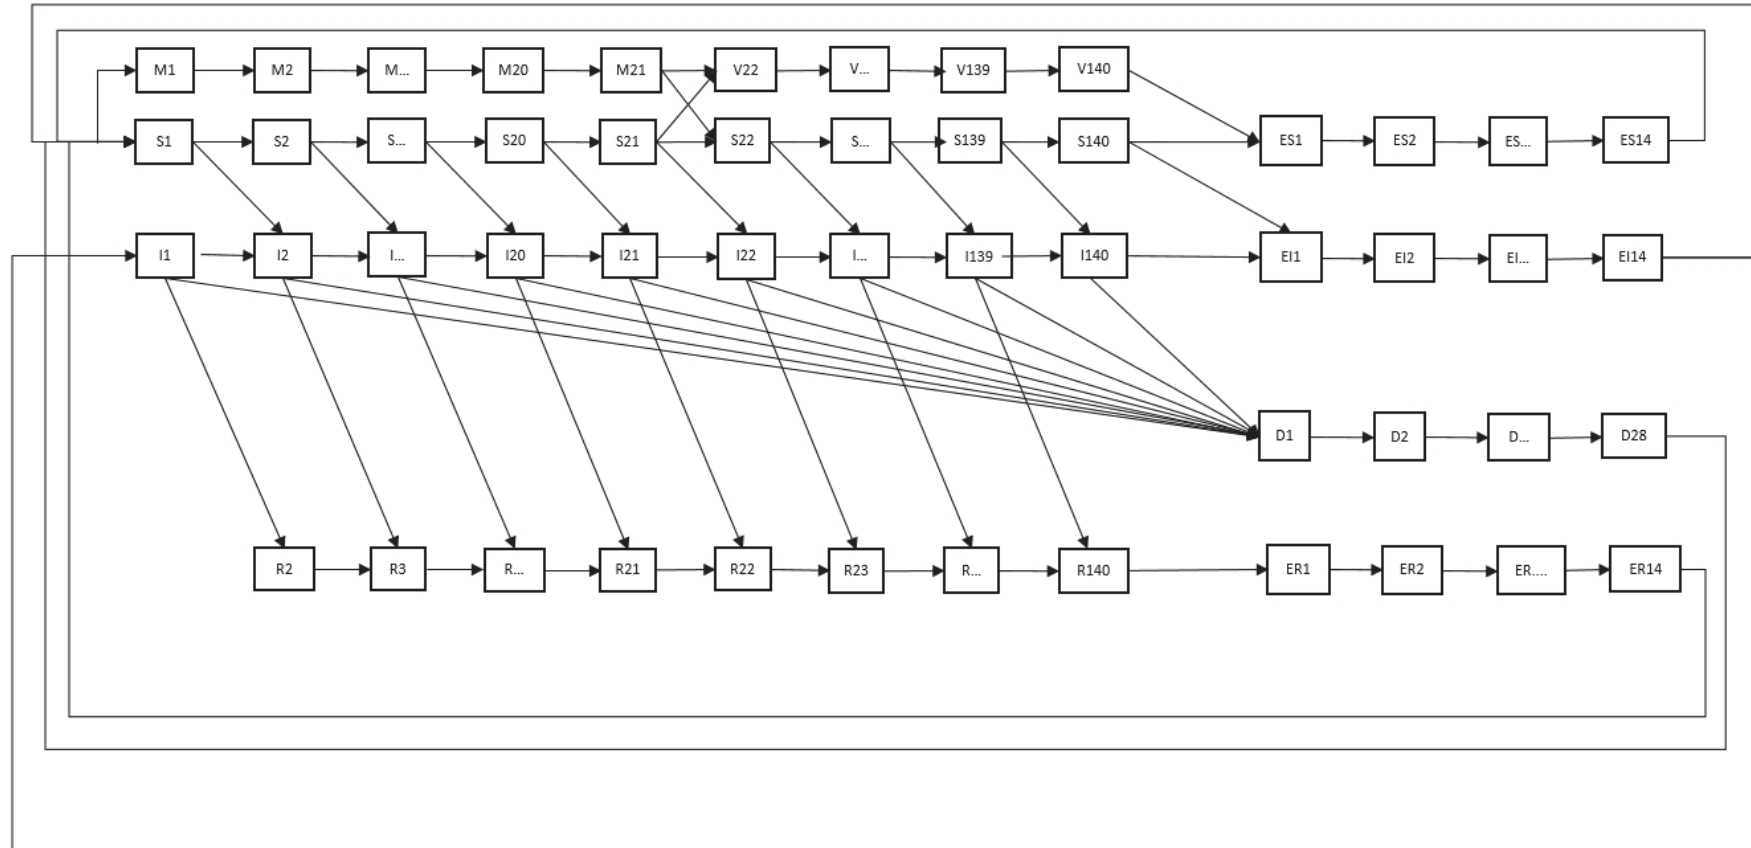 M1 M2 M... M20 M21 V22 V... V139 V140
S1 S2 S... S20 S21 S22 S... S139 S140 ES1 ES2 ES... ES14
I1 I2 I... I20 I21 I22 I... I139 I140 EI1 EI2 EI... EI14
D1 D2 D... D28
R2 R3 R... R21 R22 R23 R... R140 ER1 ER2 ER.... ER14